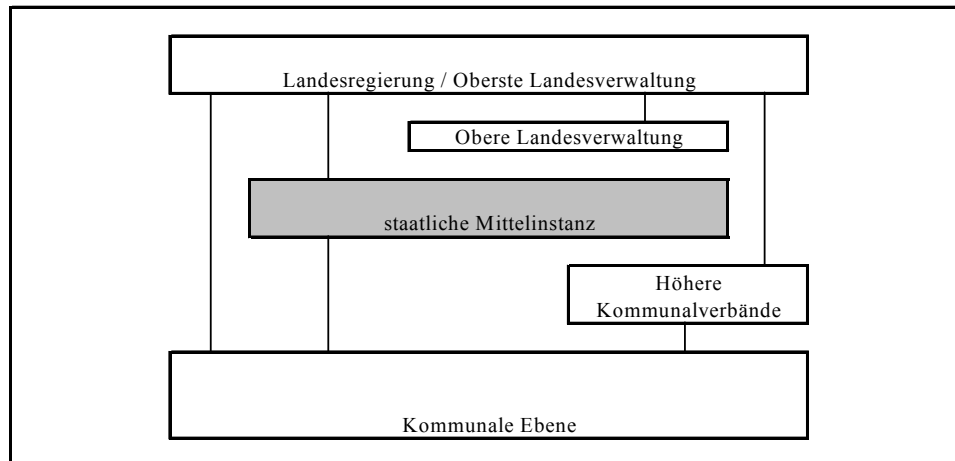 Landesregierung / Oberste Landesverwaltung
Obere Landesverwaltung
staatliche Mittelinstanz
Höhere
Kommunalverbände
Kommunale Ebene